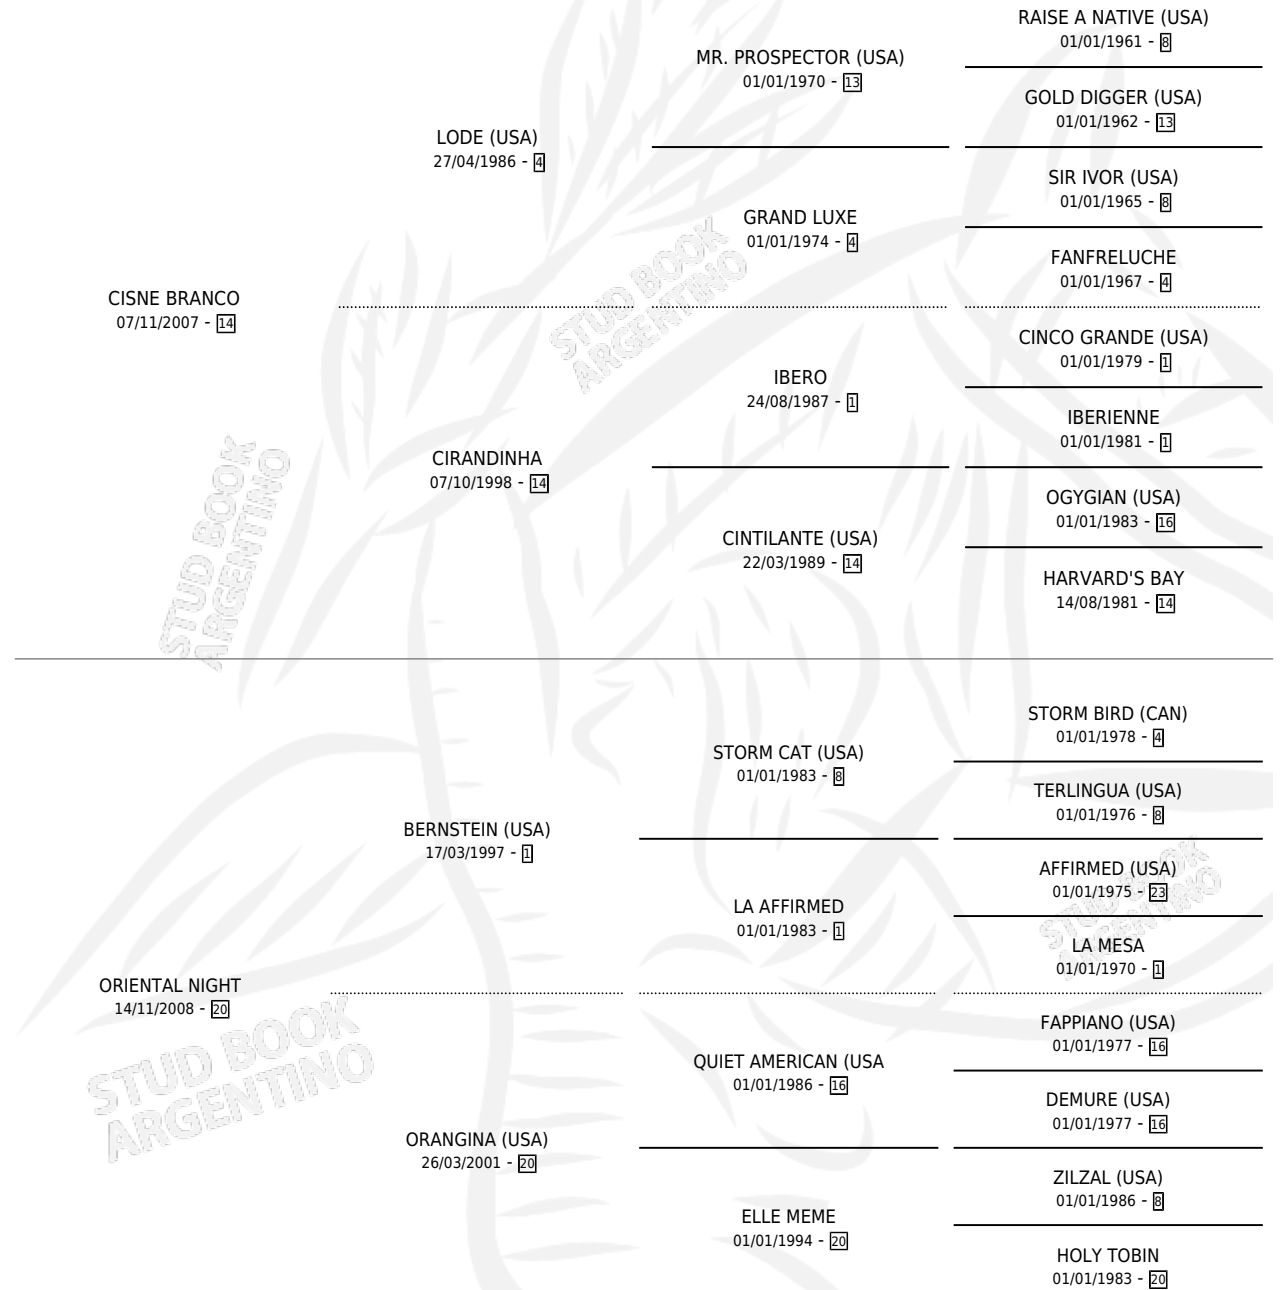 RAISE A NATIVE (USA)
01/01/1961 - 8
MR. PROSPECTOR (USA)
01/01/1970 - 13
GOLD DIGGER (USA)
01/01/1962 - 13
LODE (USA)
27/04/1986 - 4
SIR IVOR (USA)
01/01/1965 - 8
GRAND LUXE
01/01/1974 - 4
FANFRELUCHE
01/01/1967 - 4
CISNE BRANCO
07/11/2007 - 14
STUD BOOK
ARGENTINO
CINCO GRANDE (USA)
01/01/1979 - 1
IBERO
24/08/1987 - 1
IBERIENNE
01/01/1981 - 1
CIRANDINHA
07/10/1998 - 14
STUD BOOK
ARGENTINO
OGYGIAN (USA)
01/01/1983 - 16
CINTILANTE (USA)
22/03/1989 - 14
HARVARD'S BAY
14/08/1981 - 14
STORM BIRD (CAN)
01/01/1978 - 4
STORM CAT (USA)
01/01/1983 - 8
TERLINGUA (USA)
01/01/1976 - 8
BERNSTEIN (USA)
17/03/1997 - 1
AFFIRMED (USA)
01/01/1975 - 23
STUD BOOK
ARGENTINO
LA AFFIRMED
01/01/1983 - 1
LA MESA
01/01/1970 - 1
ORIENTAL NIGHT
14/11/2008 - 20
STUD BOOK
ARGENTINO
FAPPIANO (USA)
01/01/1977 - 16
QUIET AMERICAN (USA
01/01/1986 - 16
DEMURE (USA)
01/01/1977 - 16
ORANGINA (USA)
26/03/2001 - 20
ZILZAL (USA)
01/01/1986 - 8
ELLE MEME
01/01/1994 - 20
HOLY TOBIN
01/01/1983 - 20